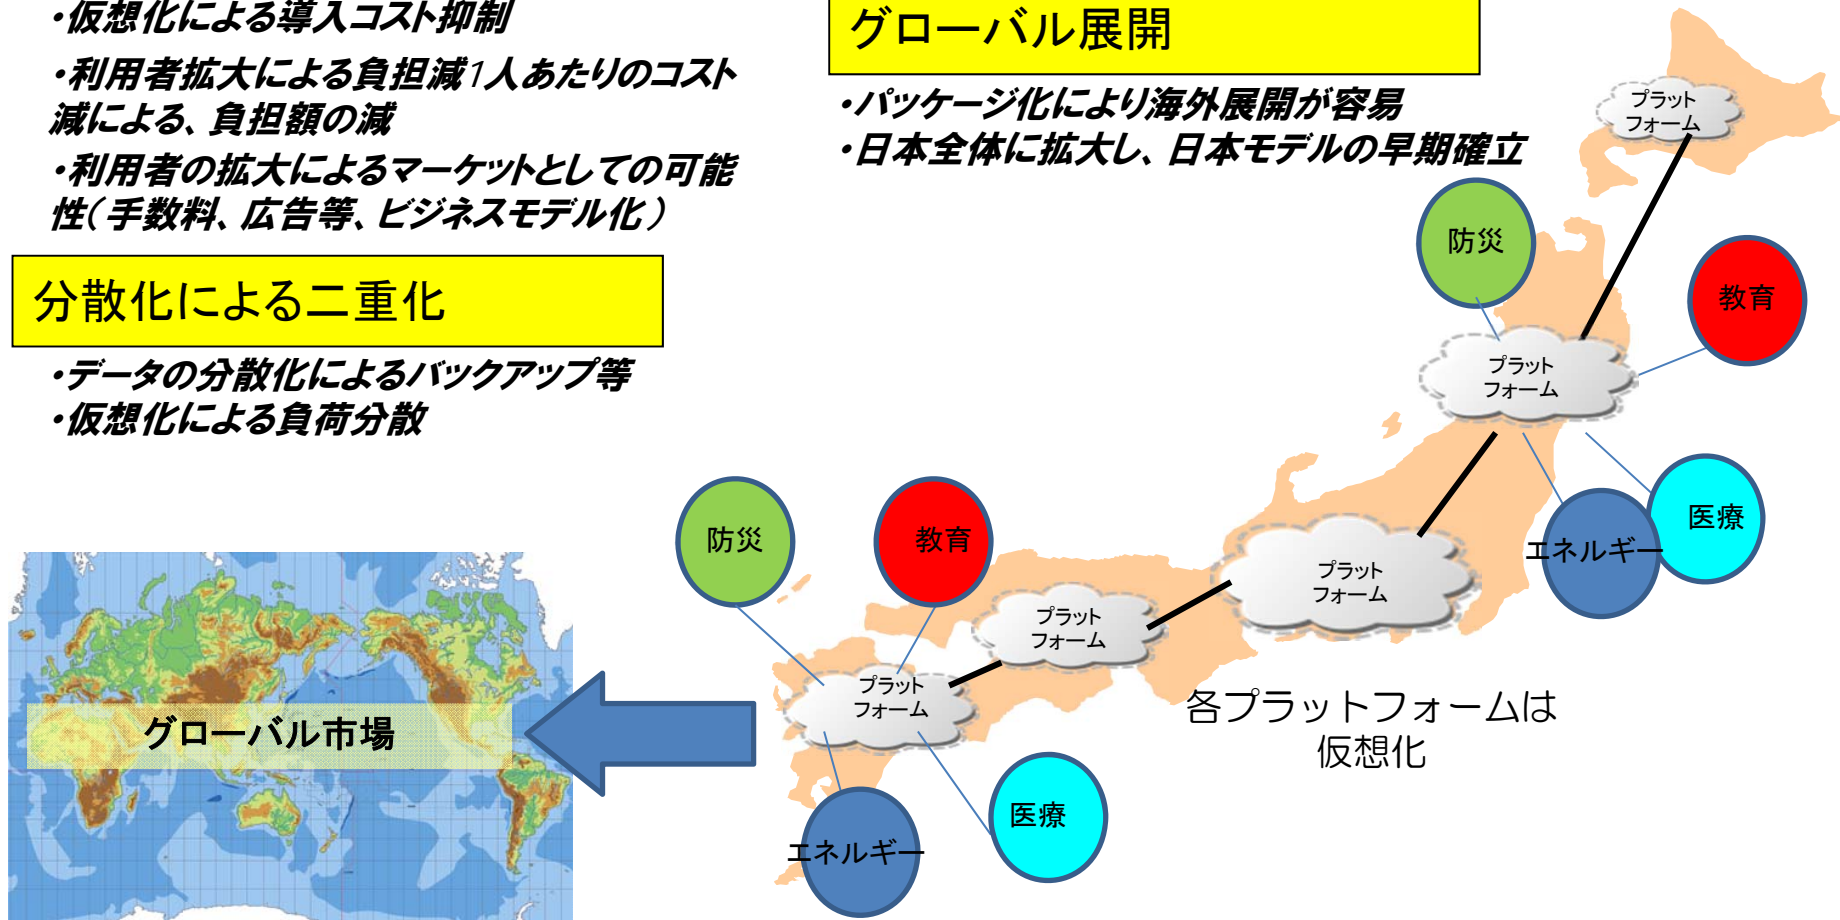 ・仮想化による導入コスト抑制
・利用者拡大による負担減1人あたりのコスト
減による、負担額の減
・利用者の拡大によるマーケットとしての可能
性（手数料、広告等、ビジネスモデル化）
分散化による二重化
・データの分散化によるバックアップ等
・仮想化による負荷分散
グローバル展開
・パッケージ化により海外展開が容易
・日本全体に拡大し、日本モデルの早期確立
プラット
フォーム
防災
教育
プラット
フォーム
医療
エネルギー
プラット
フォーム
防災
教育
プラット
フォーム
プラット
フォーム
各プラットフォームは
仮想化
グローバル市場
医療
エネルギー